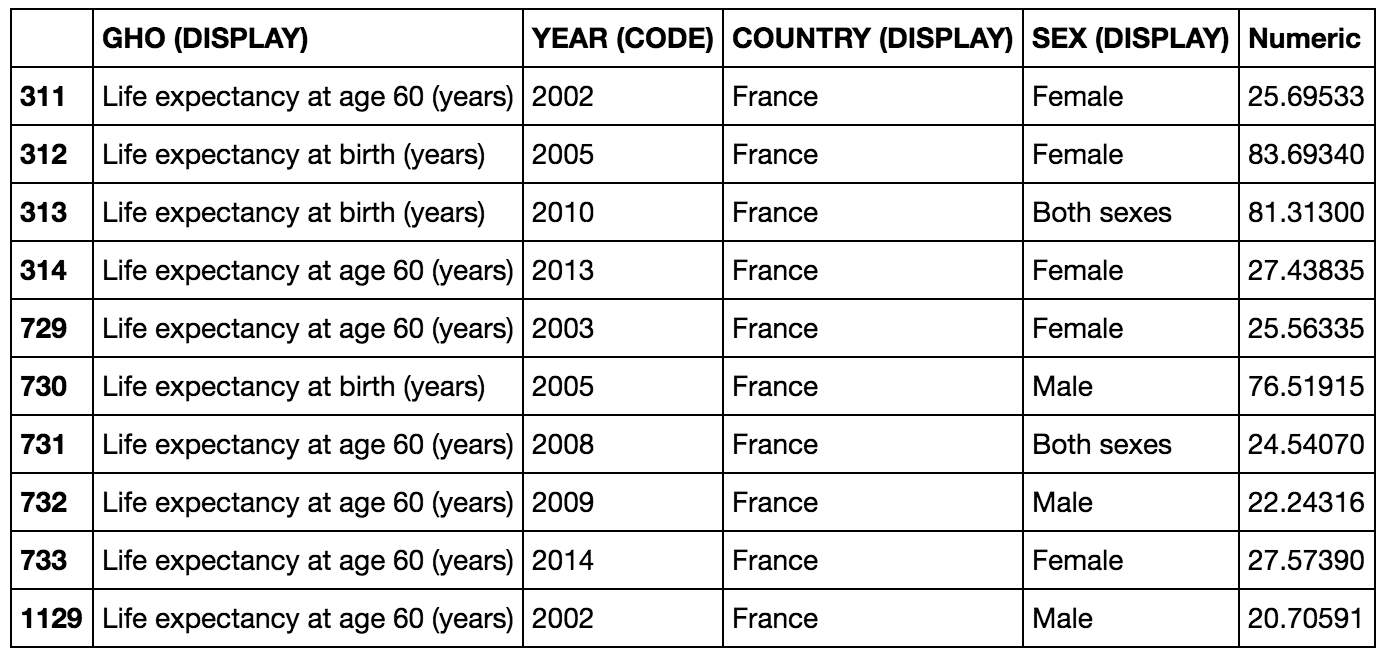 GHO (DISPLAY) YEAR (CODE) COUNTRY (DISPLAY) SEX (DISPLAY) Numeric
311 Life expectancy at age 60 (years) 2002 France Female 25.69533
312 Life expectancy at birth (years) 2005 France Female 83.69340
313 Life expectancy at birth (years) 2010 France Both sexes 81.31300
314 Life expectancy at age 60 (years) 2013 France Female 27.43835
729 Life expectancy at age 60 (years) 2003 France Female 25.56335
730 Life expectancy at birth (years) 2005 France Male 76.51915
731 Life expectancy at age 60 (years) 2008 France Both sexes 24.54070
732 Life expectancy at age 60 (years) 2009 France Male 22.24316
733 Life expectancy at age 60 (years) 2014 France Female 27.57390
1129 Life expectancy at age 60 (years) 2002 France Male 20.70591